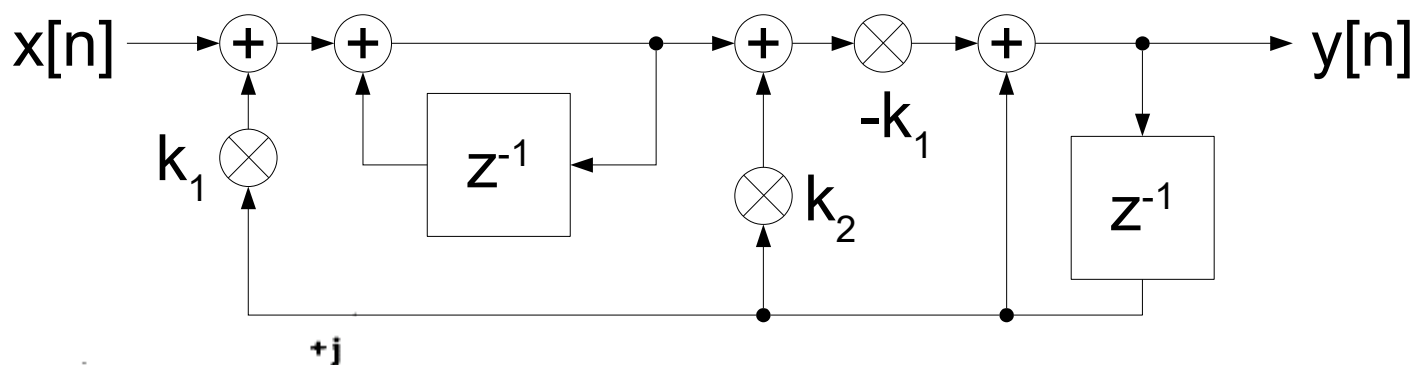 x[n]
+
+
+
+
y[n]
-k₁
k₁
z⁻¹
k₂
z⁻¹
+j